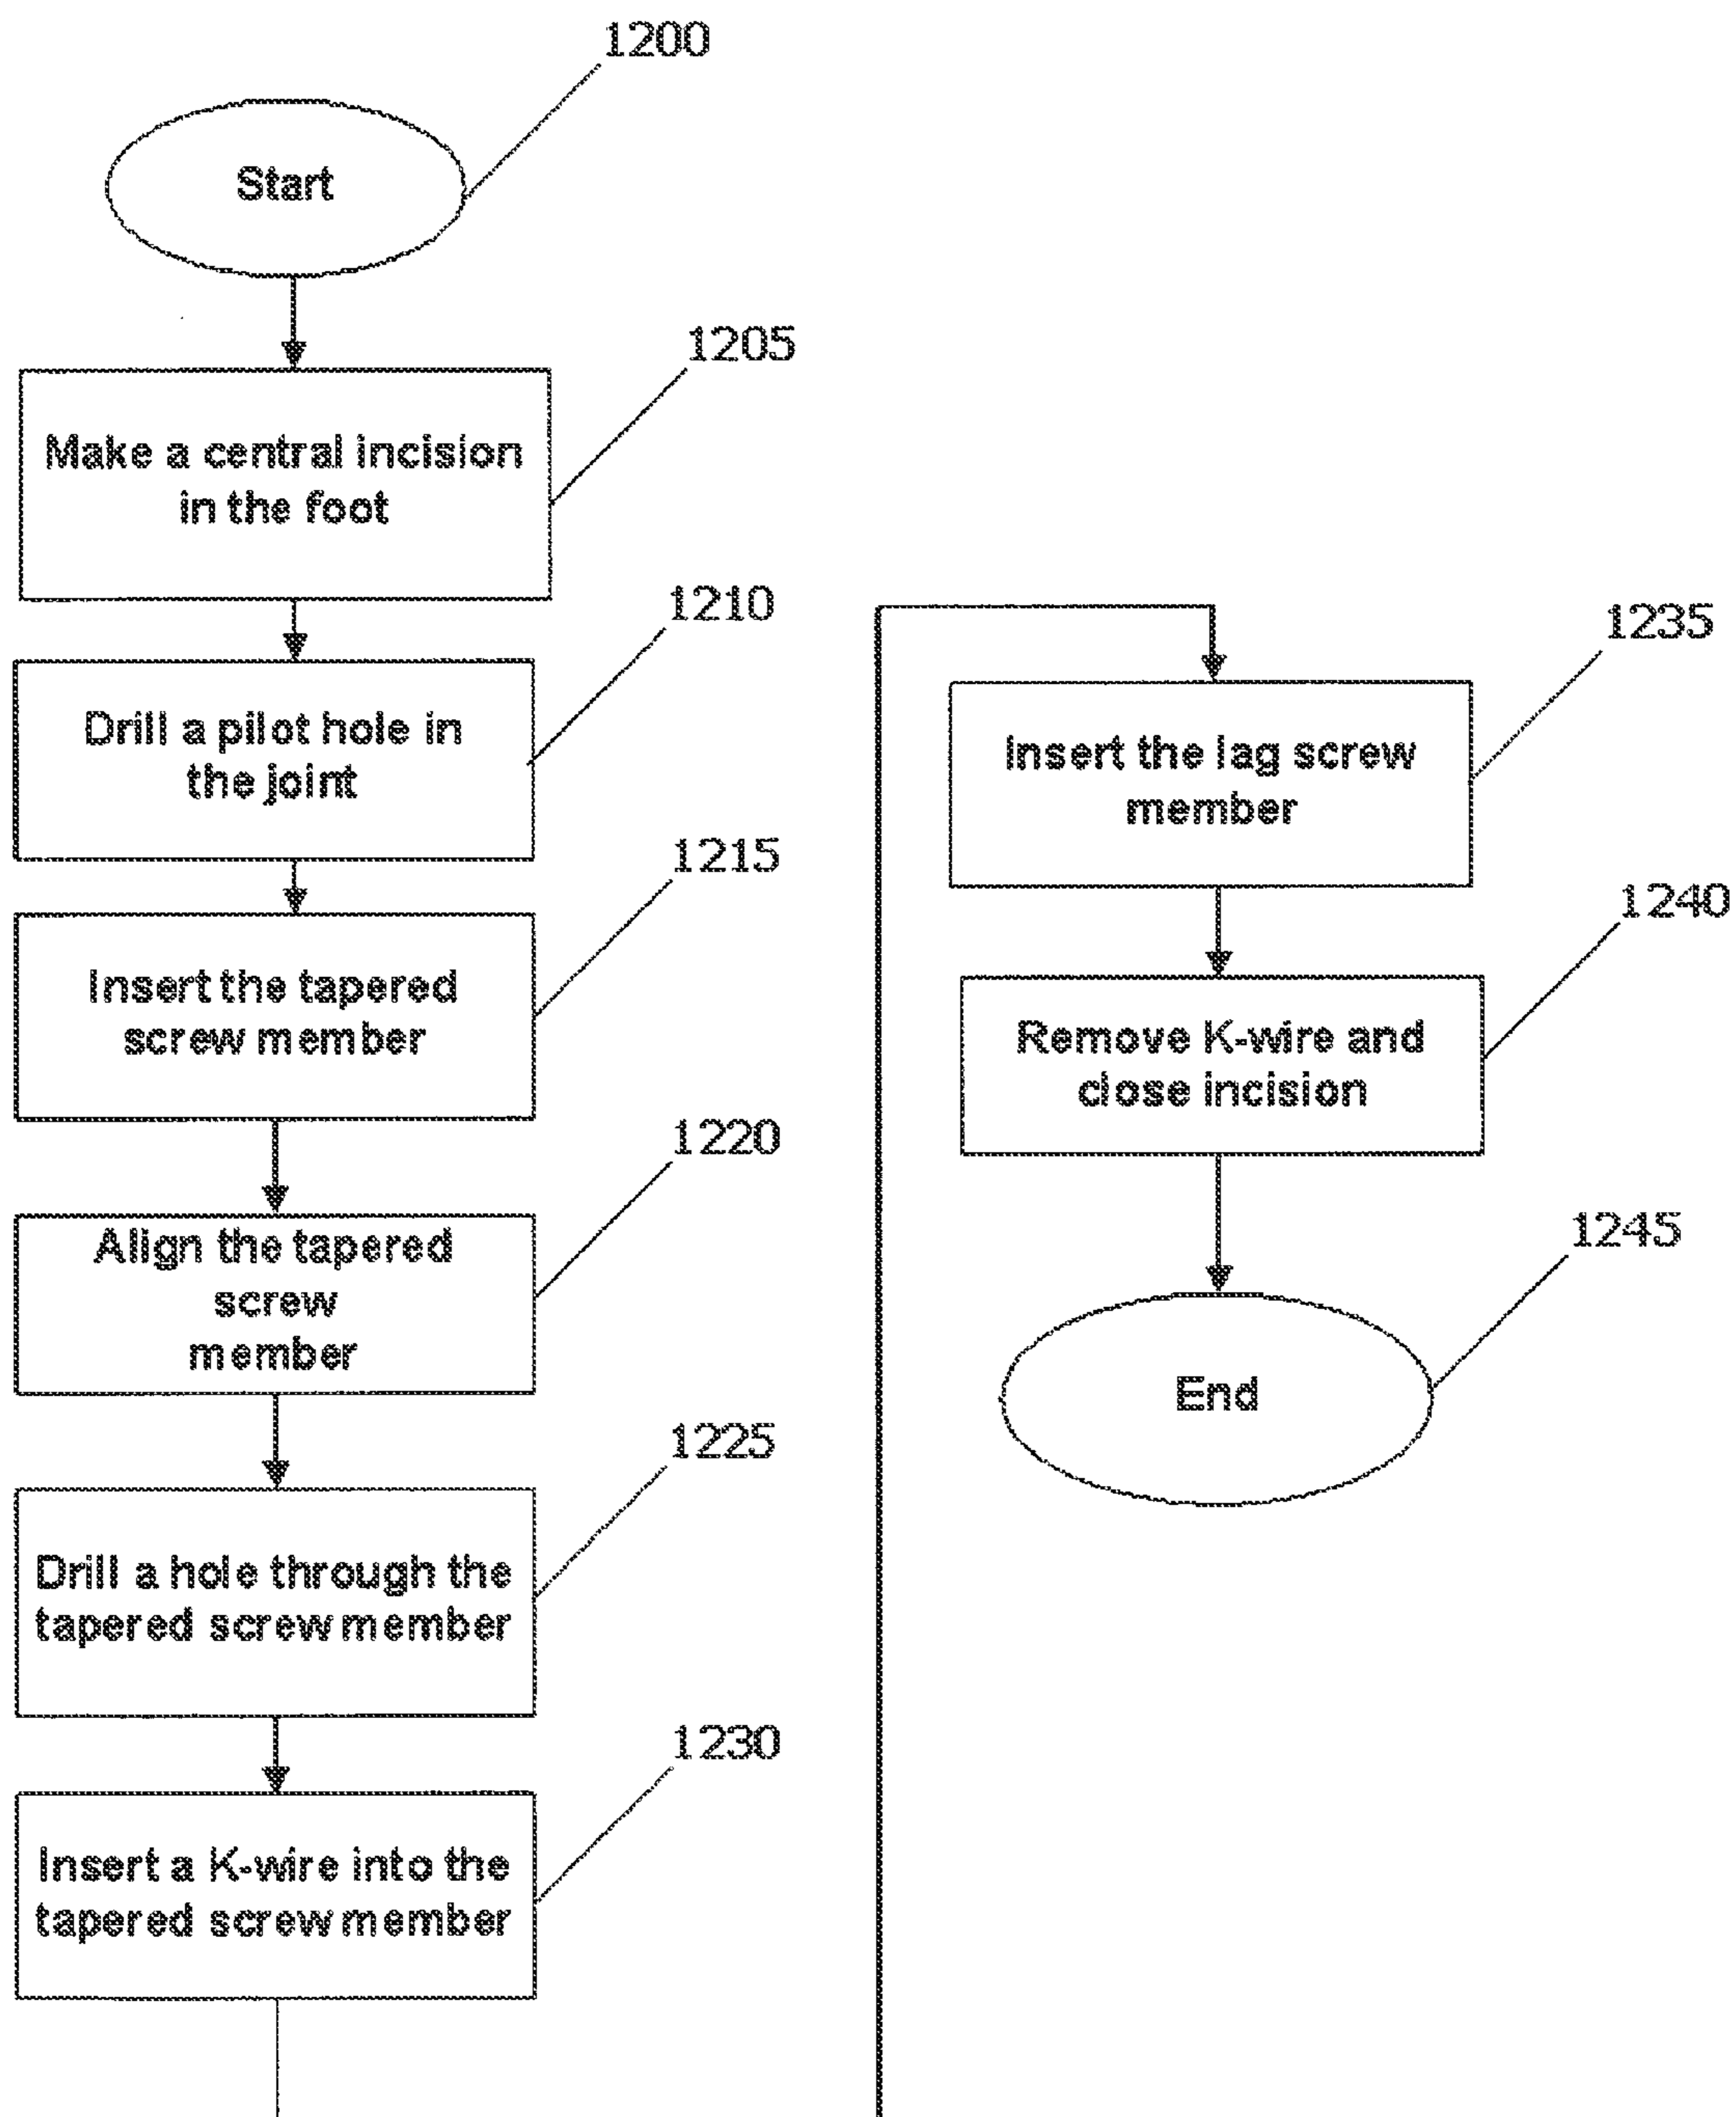 1200
Start
1205
Make a central incision
in the foot
1210
Drill a pilot hole in
the joint
1215
Insert the tapered
screw member
1220
Align the tapered
screw
member
1225
Drill a hole through the
tapered screw member
1230
Insert a K-wire into the
tapered screw member
1235
Insert the lag screw
member
1240
Remove K-wire and
close incision
1245
End